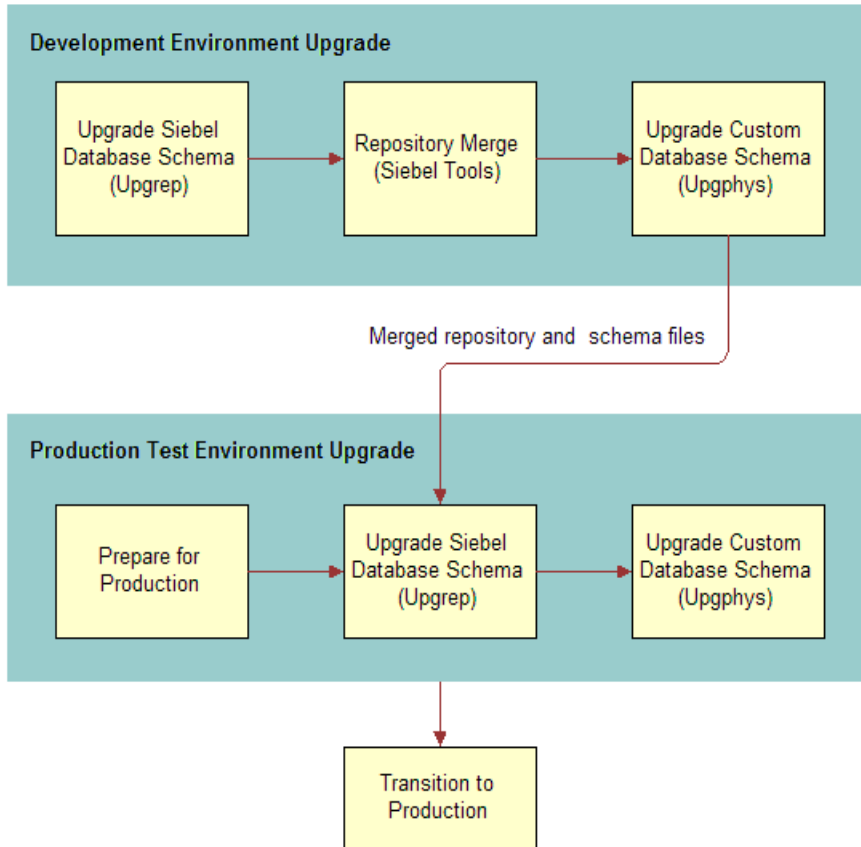 Development Environment Upgrade
Upgrade Siebel
Database Schema
(Upgrep)
Repository Merge
(Siebel Tools)
Upgrade Custom
Database Schema
(Upgphys)
Merged repository and schema files
Production Test Environment Upgrade
Prepare for
Production
Upgrade Siebel
Database Schema
(Upgrep)
Upgrade Custom
Database Schema
(Upgphys)
Transition to
Production